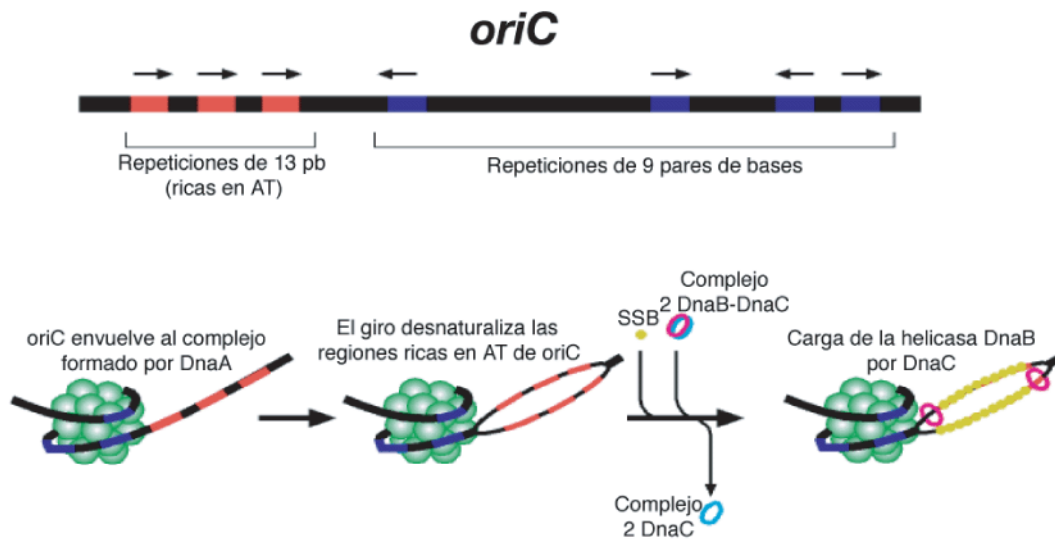 oriC
Repeticiones de 13 pb
(ricas en AT)
Repeticiones de 9 pares de bases
oriC envuelve al complejo
formado por DnaA
El giro desnaturaliza las
regiones ricas en AT de oriC
SSB
Complejo
2 DnaB-DnaC
Complejo
2 DnaC
Carga de la helicasa DnaB
por DnaC